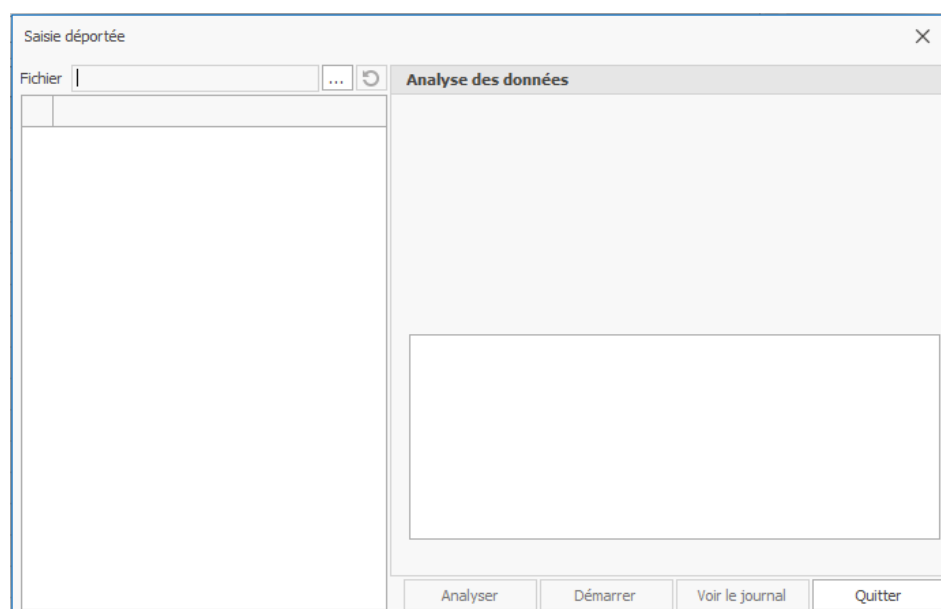 Saisie déportée
Fichier ...
Analyse des données
Analyser Démarrer Voir le journal Quitter